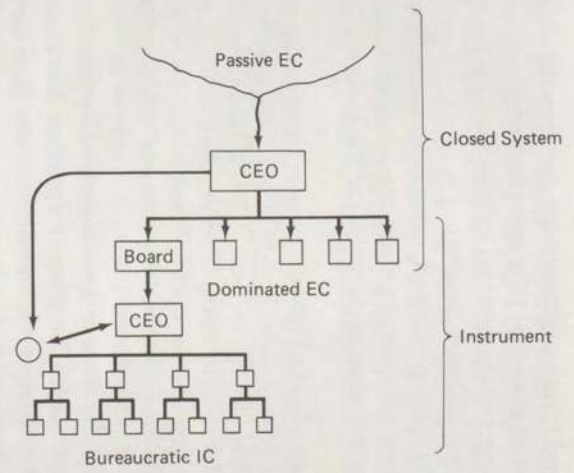 Passive EC
CEO
Closed System
Board
Dominated EC
CEO
Instrument
Bureaucratic IC